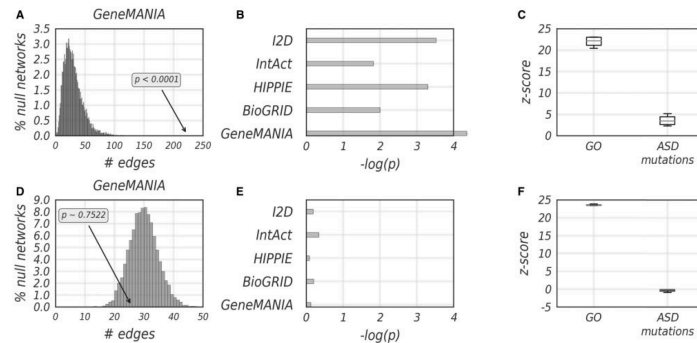 A
GeneMANIA
% null networks
3.5
3.0
2.5
2.0
1.5
1.0
0.5
0.0
p < 0.0001
0 50 100 150 200 250
# edges
B
I2D
IntAct
HIPPIE
BioGRID
GeneMANIA
0 1 2 3 4
-log(p)
C
z-score
25
20
15
10
5
0
GO ASD
mutations
D
GeneMANIA
% null networks
9.0
8.0
7.0
6.0
5.0
4.0
3.0
2.0
1.0
0.0
p ~ 0.7522
0 10 20 30 40 50
# edges
E
I2D
IntAct
HIPPIE
BioGRID
GeneMANIA
0 1 2 3 4
-log(p)
F
z-score
25
20
15
10
5
0
-5
GO ASD
mutations